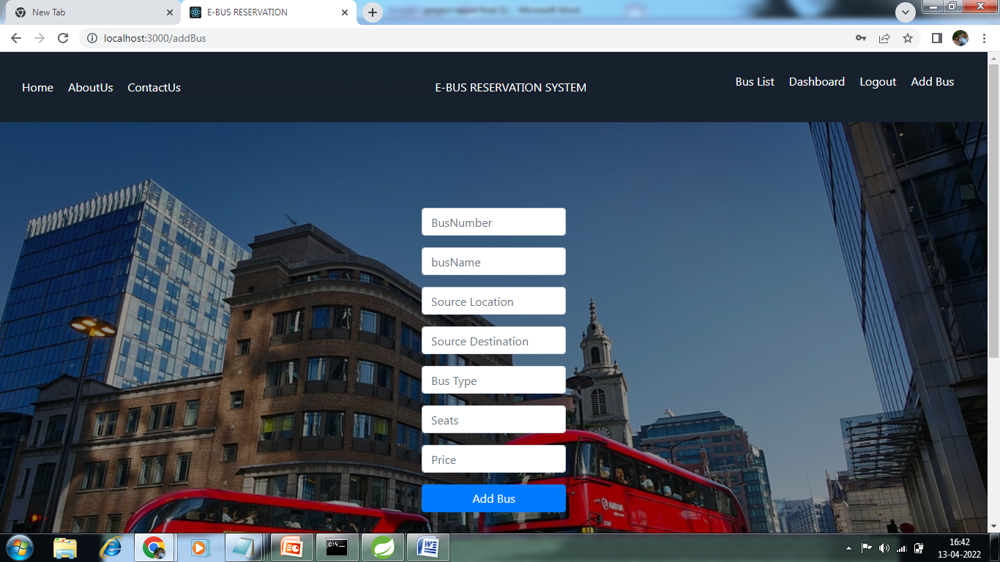 New Tab
E-BUS RESERVATION
localhost:3000/addBus
Home AboutUs ContactUs
E-BUS RESERVATION SYSTEM
Bus List Dashboard Logout Add Bus
BusNumber
busName
Source Location
Source Destination
Bus Type
Seats
Price
Add Bus
ARRIVA
16:42
13-04-2022